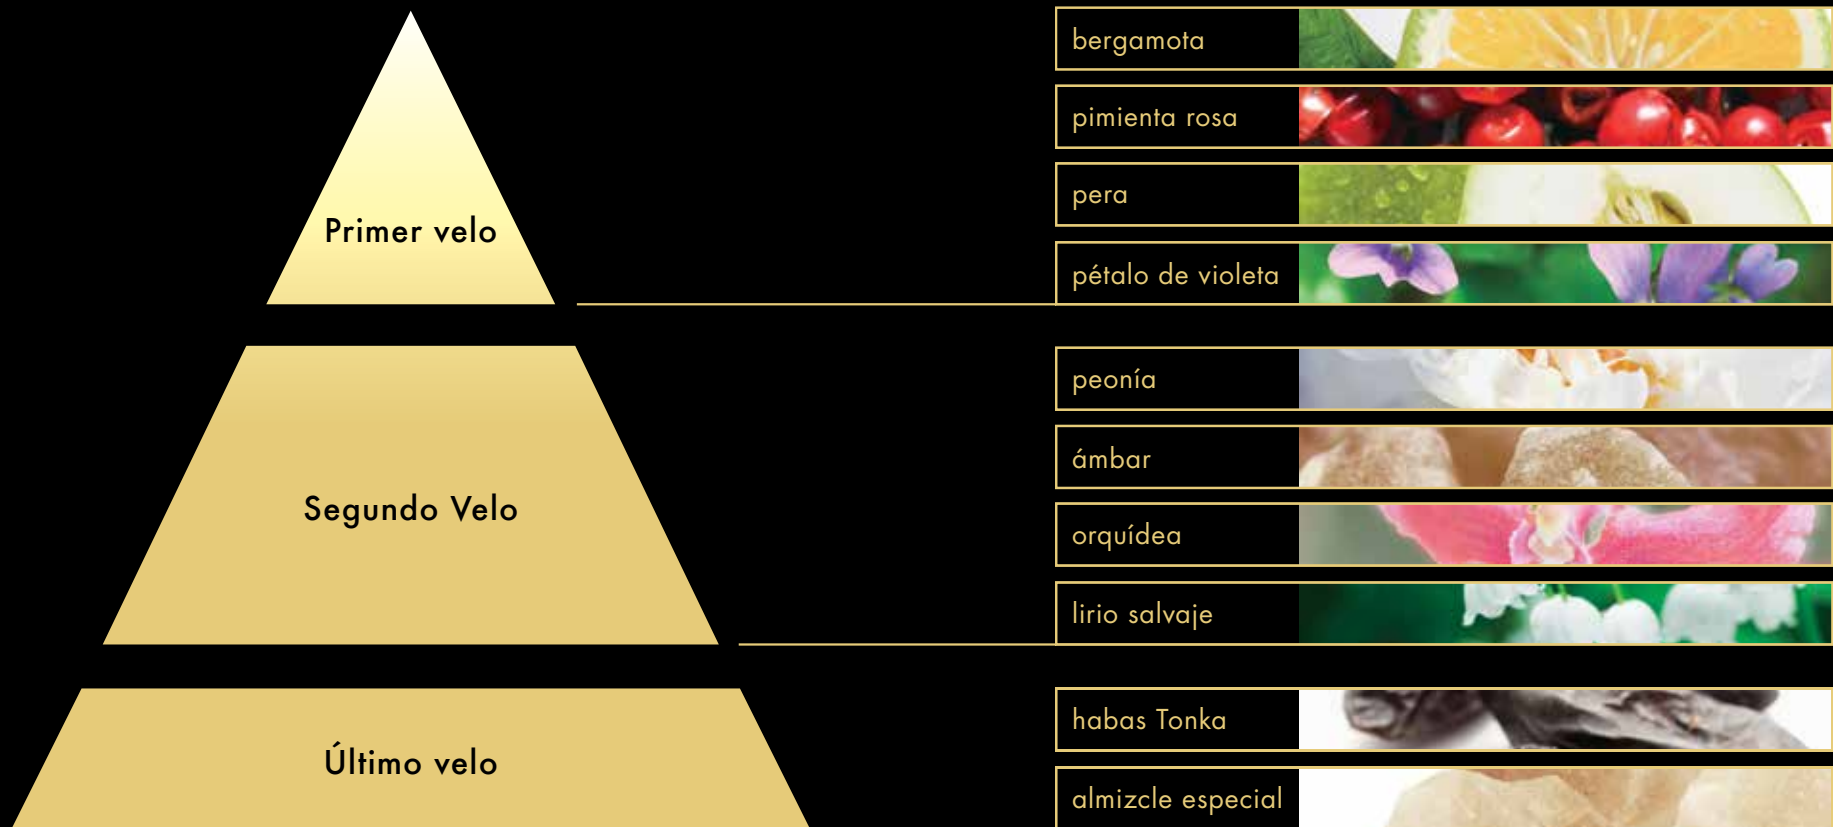 Primer velo
bergamota
pimienta rosa
pera
pétalo de violeta
Segundo Velo
peonía
ámbar
orquídea
lirio salvaje
Último velo
habas Tonka
almizcle especial